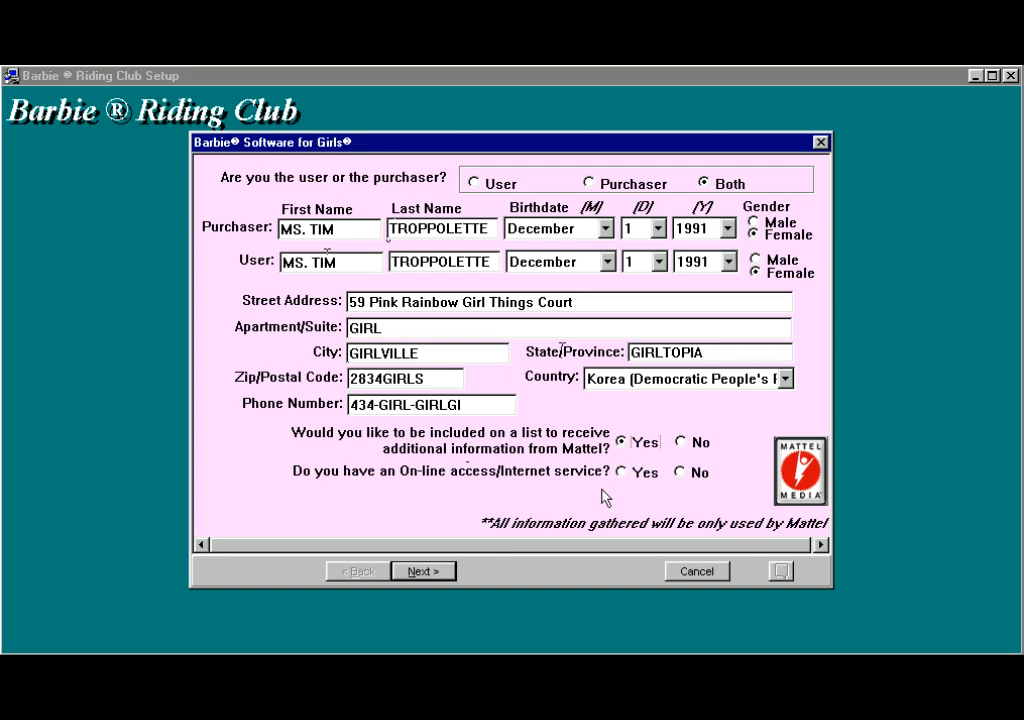 Barbie ® Riding Club Setup
Barbie ® Riding Club
Barbie® Software for Girls®
Are you the user or the purchaser? User Purchaser Both
First Name Last Name Birthdate (M) (D) (Y) Gender
Purchaser: MS. TIM TROPPOLETTE December 1 1991 Male
Female
User: MS. TIM TROPPOLETTE December 1 1991 Male
Female
Street Address: 59 Pink Rainbow Girl Things Court
Apartment/Suite: GIRL
City: GIRLVILLE State/Province: GIRLTOPIA
Zip/Postal Code: 2834GIRLS Country: Korea (Democratic People's
Phone Number: 434-GIRL-GIRLGI
Would you like to be included on a list to receive
additional information from Mattel? Yes No
Do you have an On-line access/Internet service? Yes No
MATTEL
MEDIA
**All information gathered will be only used by Mattel
< Back Next > Cancel